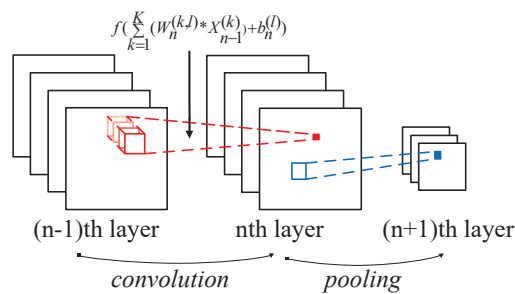 f(∑_{k=1}^{K}(W_n^{(k,l)}*X_{n-1}^{(k)})+b_n^{(l)})
(n-1)th layer nth layer (n+1)th layer
convolution pooling